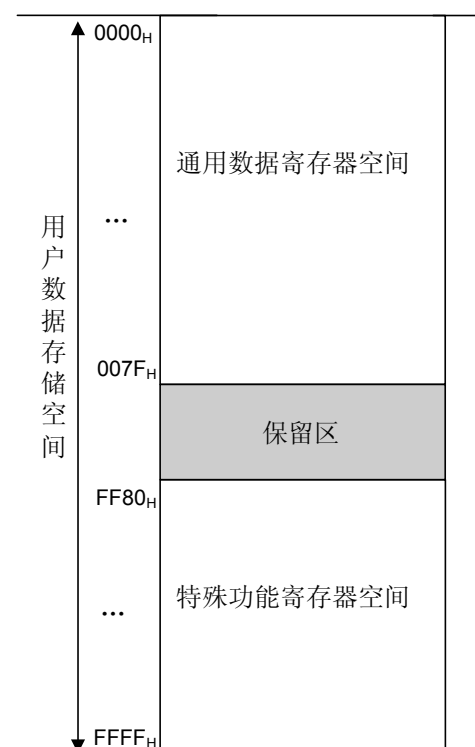 0000H
通用数据寄存器空间
...
用户数据存储空间
007FH
保留区
FF80H
特殊功能寄存器空间
...
FFFFH